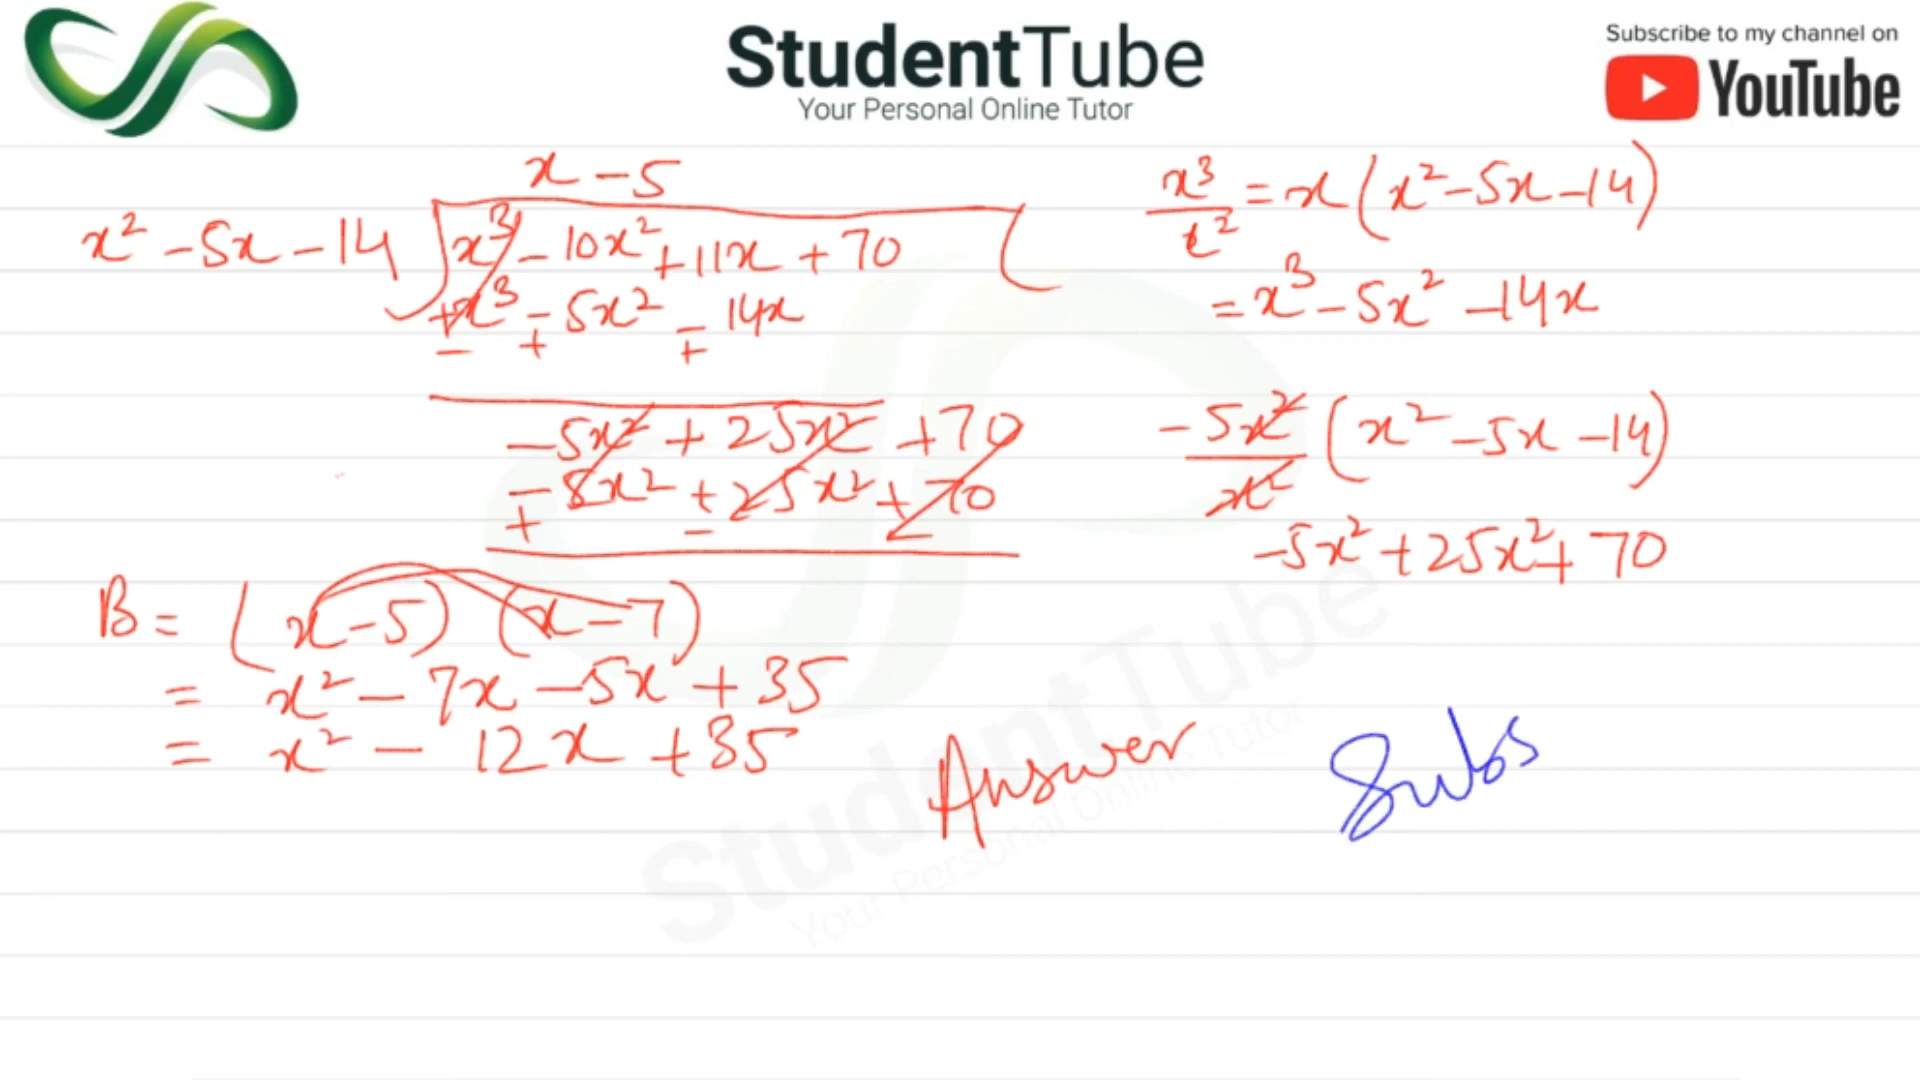 StudentTube
Your Personal Online Tutor
Subscribe to my channel on
YouTube
x - 5
x² - 5x - 14
x³ - 10x² + 11x + 70
+x³ - 5x² - 14x
- + +
-5x² + 25x² + 70
- 5x² + 25x² + 70
+ - -
x³/x² = x(x² - 5x - 14)
= x³ - 5x² - 14x
-5x²/x² (x² - 5x - 14)
-5x² + 25x² + 70
B = (x - 5) (x - 7)
= x² - 7x - 5x + 35
= x² - 12x + 35
Answer
Subs
StudentTube
Your Personal Online Tutor